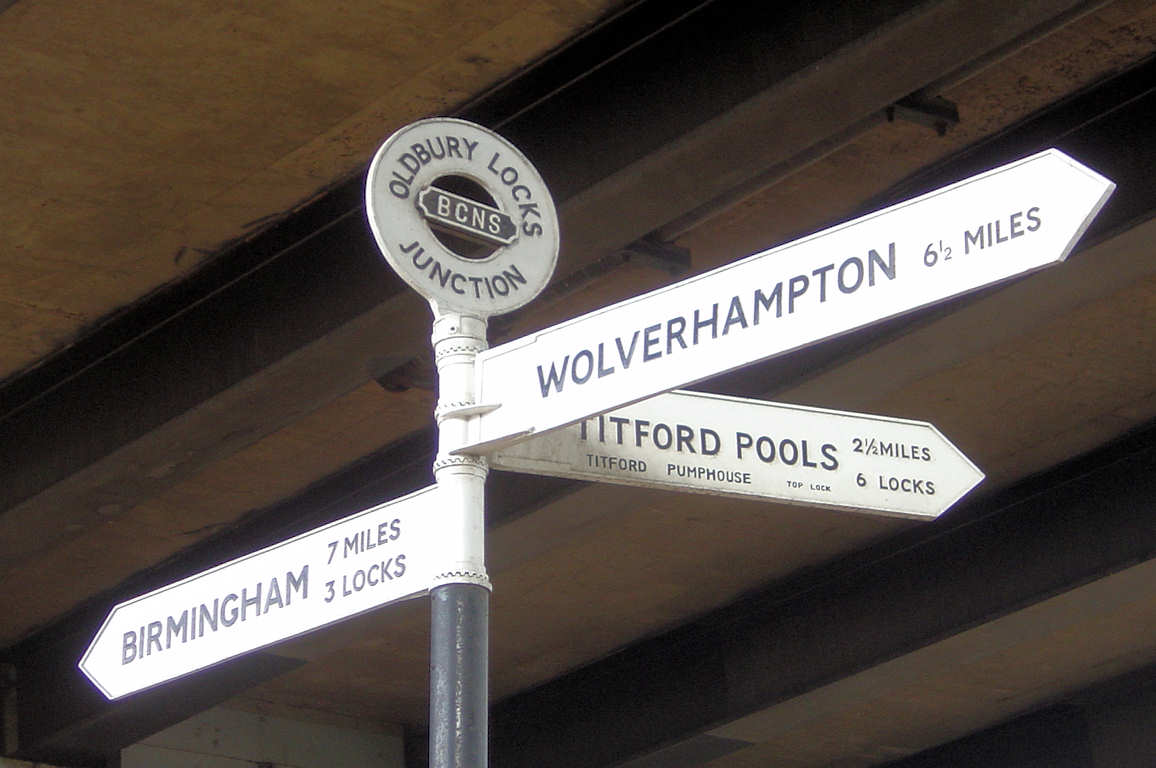 OLDBURY LOCKS
BCNS
JUNCTION
WOLVERHAMPTON 6½ MILES
TITFORD POOLS 2½ MILES
TITFORD PUMPHOUSE TOP LOCK 6 LOCKS
BIRMINGHAM 7 MILES
3 LOCKS